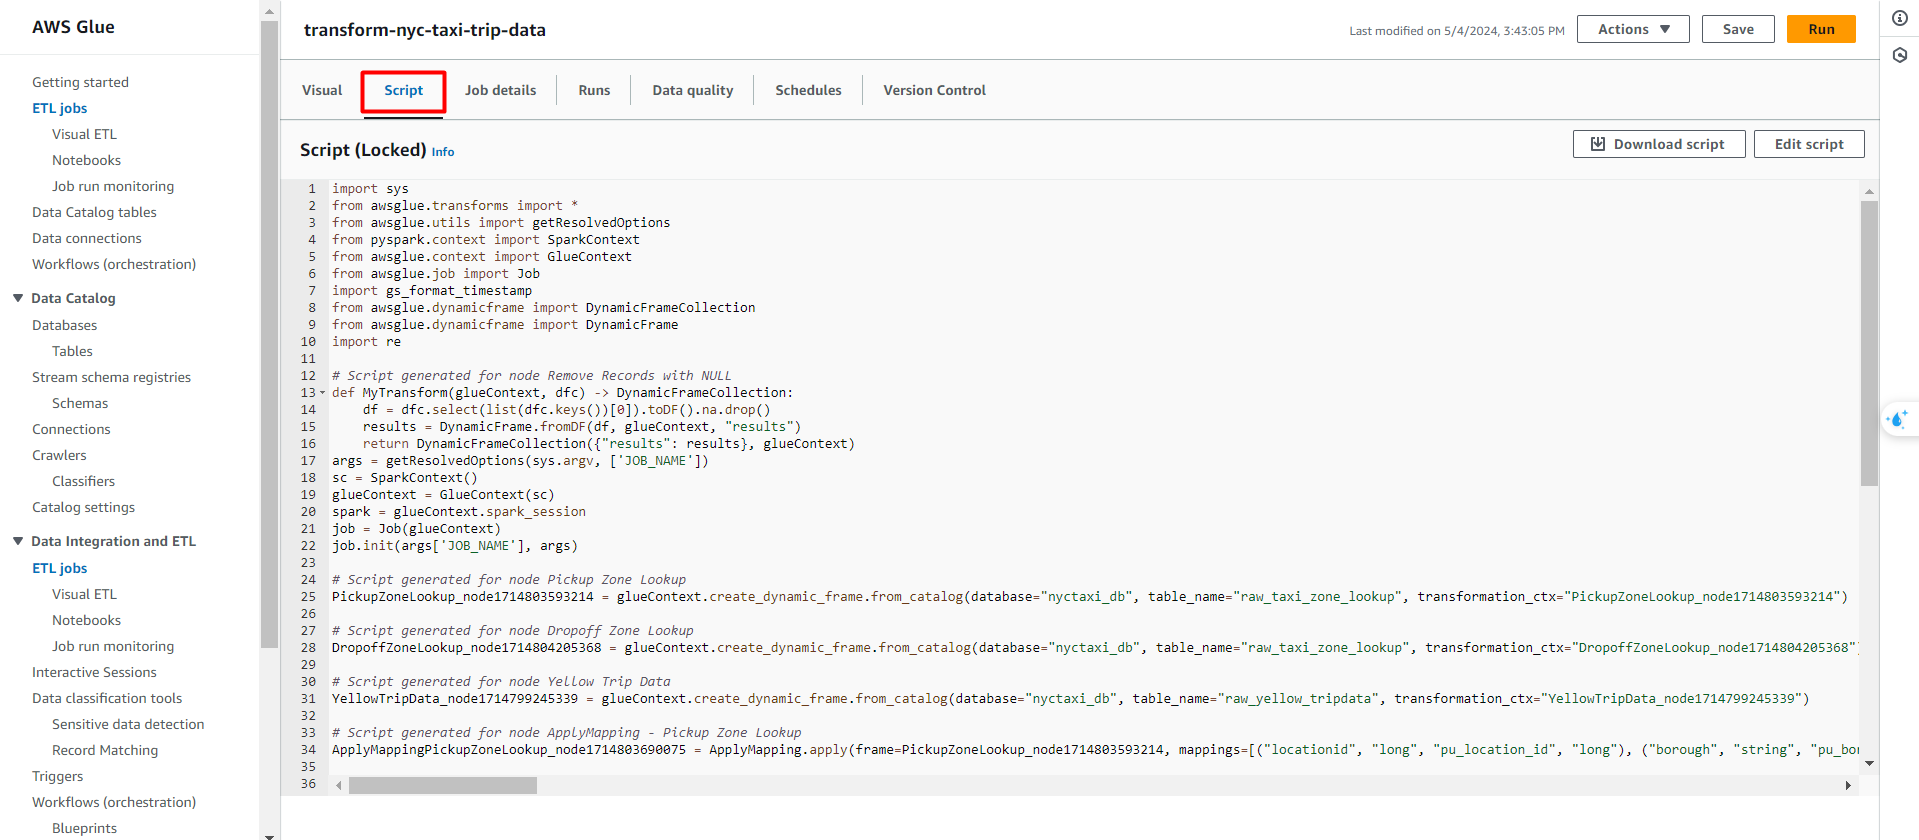 AWS Glue
Getting started
ETL jobs
Visual ETL
Notebooks
Job run monitoring
Data Catalog tables
Data connections
Workflows (orchestration)
Data Catalog
Databases
Tables
Stream schema registries
Schemas
Connections
Crawlers
Classifiers
Catalog settings
Data Integration and ETL
ETL jobs
Visual ETL
Notebooks
Job run monitoring
Interactive Sessions
Data classification tools
Sensitive data detection
Record Matching
Triggers
Workflows (orchestration)
Blueprints
transform-nyc-taxi-trip-data
Last modified on 5/4/2024, 3:43:05 PM
Actions
Save
Run
Visual
Script
Job details
Runs
Data quality
Schedules
Version Control
Script (Locked) Info
Download script
Edit script
1 import sys
2 from awsglue.transforms import *
3 from awsglue.utils import getResolvedOptions
4 from pyspark.context import SparkContext
5 from awsglue.context import GlueContext
6 from awsglue.job import Job
7 import gs_format_timestamp
8 from awsglue.dynamicframe import DynamicFrameCollection
9 from awsglue.dynamicframe import DynamicFrame
10 import re
11
12 # Script generated for node Remove Records with NULL
13 def MyTransform(glueContext, dfc) -> DynamicFrameCollection:
14     df = dfc.select(list(dfc.keys())[0]).toDF().na.drop()
15     results = DynamicFrame.fromDF(df, glueContext, "results")
16     return DynamicFrameCollection({"results": results}, glueContext)
17 args = getResolvedOptions(sys.argv, ['JOB_NAME'])
18 sc = SparkContext()
19 glueContext = GlueContext(sc)
20 spark = glueContext.spark_session
21 job = Job(glueContext)
22 job.init(args['JOB_NAME'], args)
23
24 # Script generated for node Pickup Zone Lookup
25 PickupZoneLookup_node1714803593214 = glueContext.create_dynamic_frame.from_catalog(database="nyctaxi_db", table_name="raw_taxi_zone_lookup", transformation_ctx="PickupZoneLookup_node1714803593214")
26
27 # Script generated for node Dropoff Zone Lookup
28 DropoffZoneLookup_node1714804205368 = glueContext.create_dynamic_frame.from_catalog(database="nyctaxi_db", table_name="raw_taxi_zone_lookup", transformation_ctx="DropoffZoneLookup_node1714804205368")
29
30 # Script generated for node Yellow Trip Data
31 YellowTripData_node1714799245339 = glueContext.create_dynamic_frame.from_catalog(database="nyctaxi_db", table_name="raw_yellow_tripdata", transformation_ctx="YellowTripData_node1714799245339")
32
33 # Script generated for node ApplyMapping - Pickup Zone Lookup
34 ApplyMappingPickupZoneLookup_node1714803690075 = ApplyMapping.apply(frame=PickupZoneLookup_node1714803593214, mappings=[("locationid", "long", "pu_location_id", "long"), ("borough", "string", "pu_bor
35
36